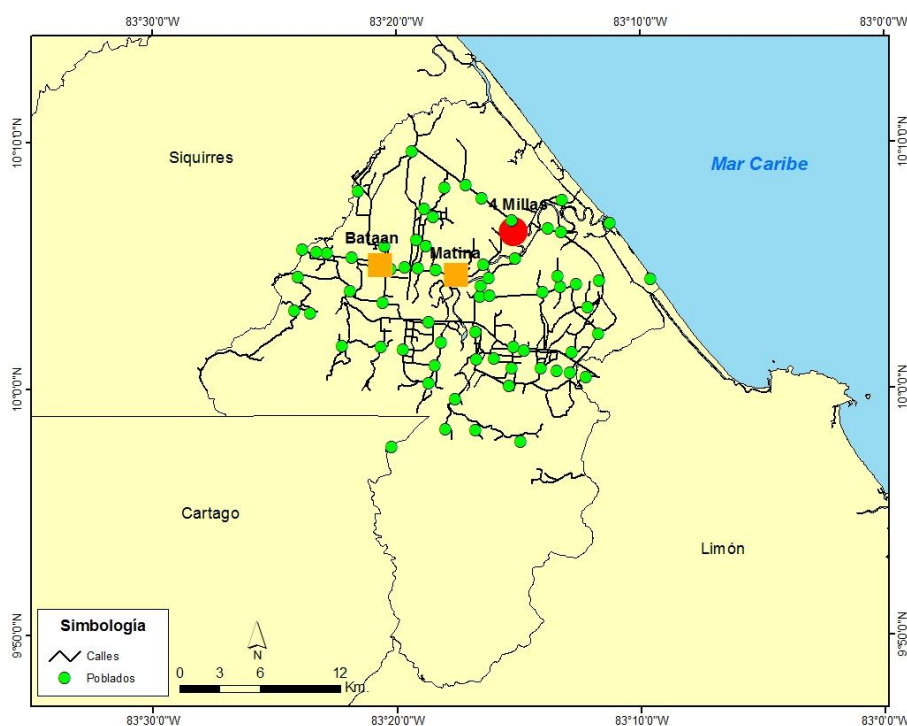 83°30'0"W 83°20'0"W 83°10'0"W 83°0'0"W
10°10'0"N 10°10'0"N
Siquirres
Mar Caribe
4 Millas
Bataan
Matina
10°0'0"N 10°0'0"N
Cartago
Limón
9°50'0"N 9°50'0"N
Simbología
Calles
Poblados
N
0 3 6 12
Km.
83°30'0"W 83°20'0"W 83°10'0"W 83°0'0"W